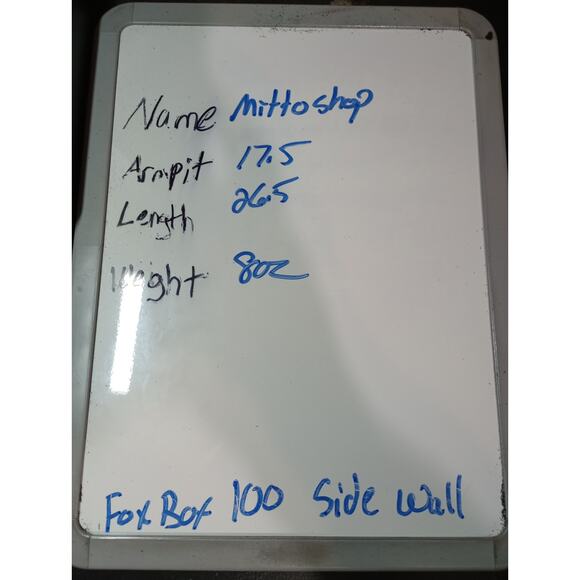 Name Mittoshop
Armpit 17.5
Length 26.5
Weight 8oz
Fox Box 100 Side Wall